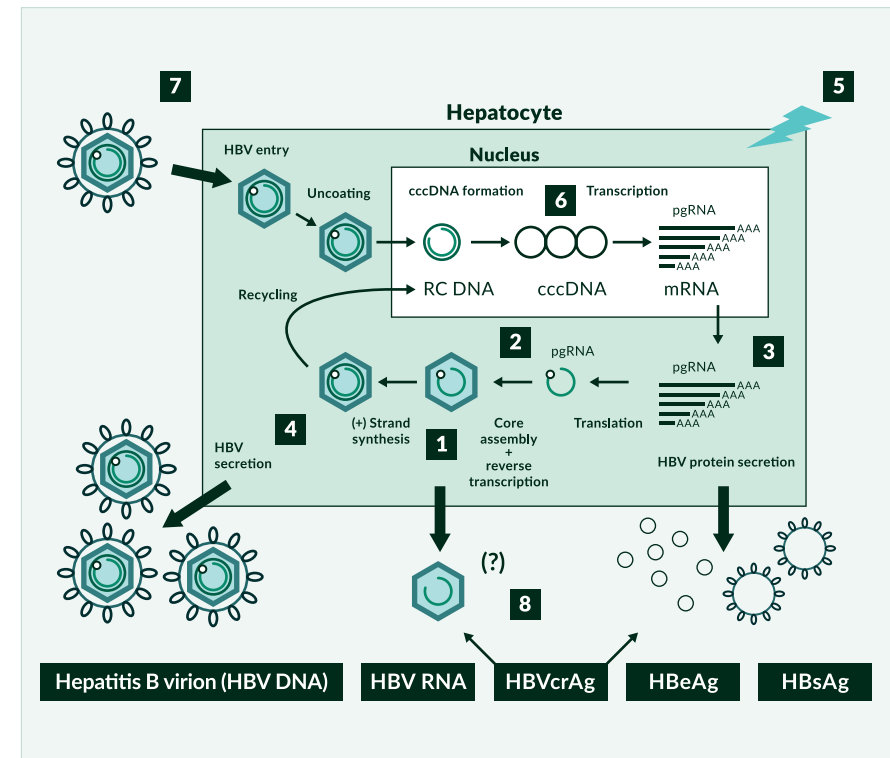 7
5
Hepatocyte
HBV entry
Nucleus
Uncoating
cccDNA formation
6
Transcription
pgRNA
AAA
AAA
AAA
AAA
AAA
Recycling
RC DNA
cccDNA
mRNA
2
pgRNA
3
pgRNA
AAA
AAA
AAA
AAA
AAA
4
(+) Strand
synthesis
1
Core
assembly
+
reverse
transcription
Translation
HBV
secretion
HBV protein secretion
(?)
8
Hepatitis B virion (HBV DNA)
HBV RNA
HBVcrAg
HBeAg
HBsAg